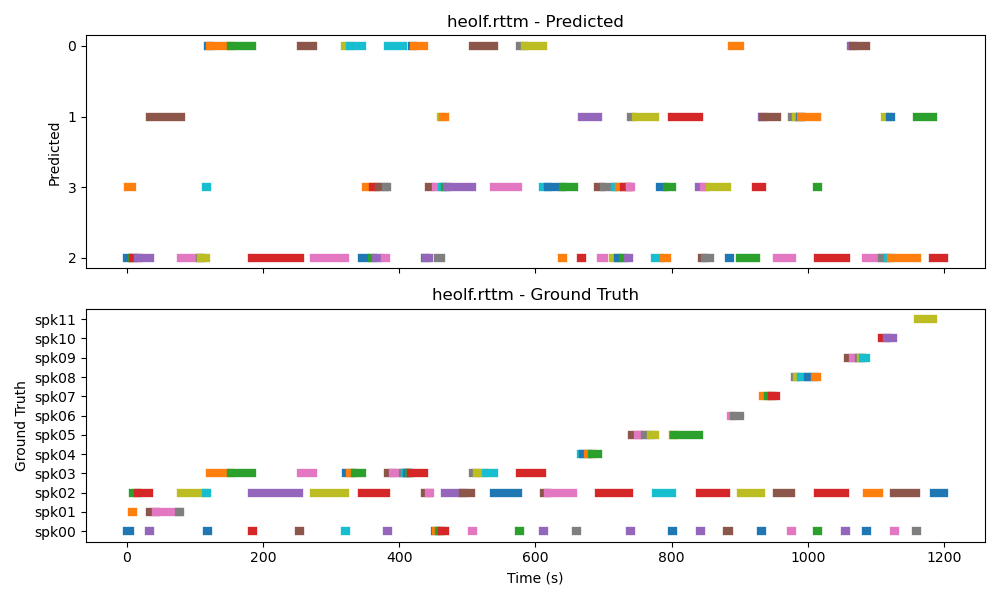 heolf.rttm - Predicted
0
1
3
2
Predicted
heolf.rttm - Ground Truth
spk11
spk10
spk09
spk08
spk07
spk06
spk05
spk04
spk03
spk02
spk01
spk00
Ground Truth
0 200 400 600 800 1000 1200
Time (s)